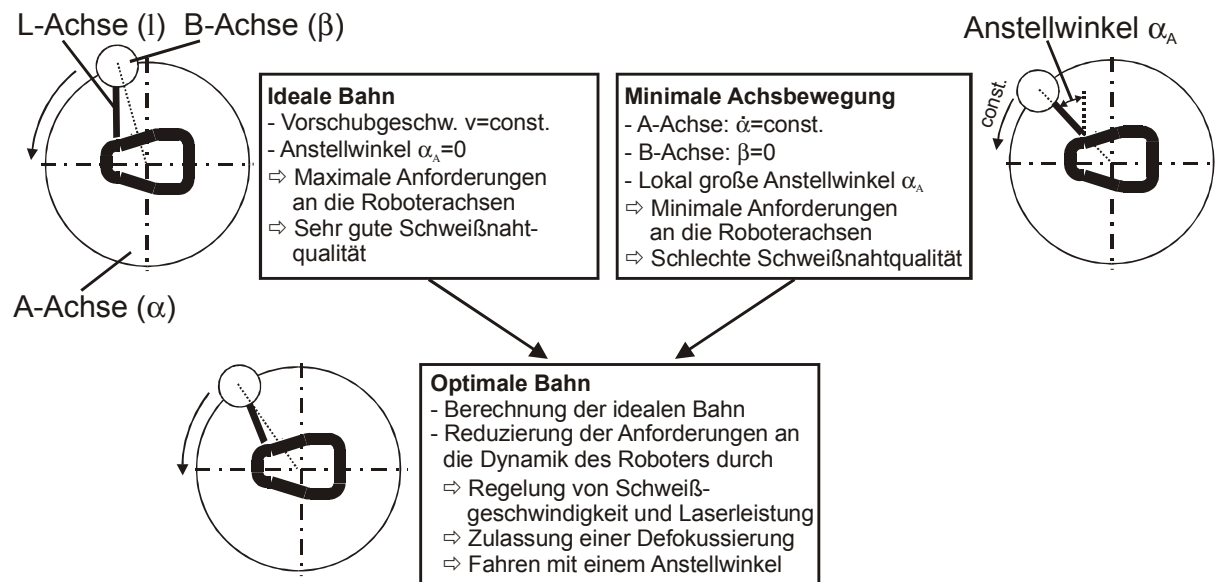 L-Achse (l) B-Achse (β)
A-Achse (α)
Ideale Bahn
- Vorschubgeschw. v=const.
- Anstellwinkel α_A=0
⇨ Maximale Anforderungen
an die Roboterachsen
⇨ Sehr gute Schweißnaht-
qualität
Minimale Achsbewegung
- A-Achse: α̇=const.
- B-Achse: β=0
- Lokal große Anstellwinkel α_A
⇨ Minimale Anforderungen
an die Roboterachsen
⇨ Schlechte Schweißnahtqualität
Anstellwinkel α_A
const.
Optimale Bahn
- Berechnung der idealen Bahn
- Reduzierung der Anforderungen an
die Dynamik des Roboters durch
⇨ Regelung von Schweiß-
geschwindigkeit und Laserleistung
⇨ Zulassung einer Defokussierung
⇨ Fahren mit einem Anstellwinkel